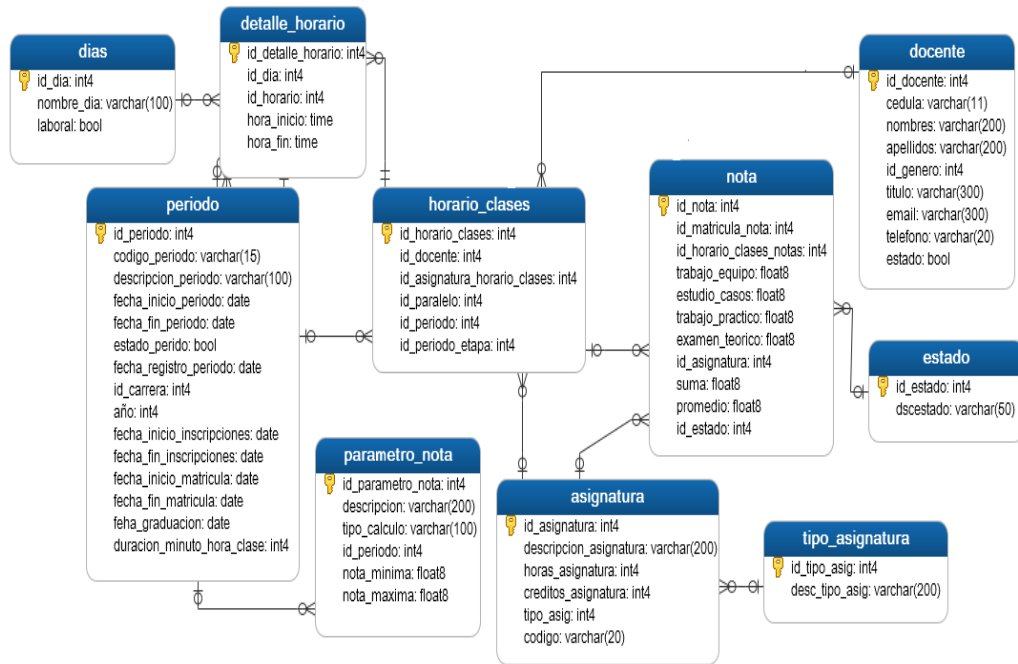 dias
id_dia: int4
nombre_dia: varchar(100)
laboral: bool
detalle_horario
id_detalle_horario: int4
id_dia: int4
id_horario: int4
hora_inicio: time
hora_fin: time
docente
id_docente: int4
cedula: varchar(11)
nombres: varchar(200)
apellidos: varchar(200)
id_genero: int4
titulo: varchar(300)
email: varchar(300)
telefono: varchar(20)
estado: bool
periodo
id_periodo: int4
codigo_periodo: varchar(15)
descripcion_periodo: varchar(100)
fecha_inicio_periodo: date
fecha_fin_periodo: date
estado_perido: bool
fecha_registro_periodo: date
id_carrera: int4
año: int4
fecha_inicio_inscripciones: date
fecha_fin_inscripciones: date
fecha_inicio_matricula: date
fecha_fin_matricula: date
feha_graduacion: date
duracion_minuto_hora_clase: int4
horario_clases
id_horario_clases: int4
id_docente: int4
id_asignatura_horario_clases: int4
id_paralelo: int4
id_periodo: int4
id_periodo_etapa: int4
nota
id_nota: int4
id_matricula_nota: int4
id_horario_clases_notas: int4
trabajo_equipo: float8
estudio_casos: float8
trabajo_practico: float8
examen_teorico: float8
id_asignatura: int4
suma: float8
promedio: float8
id_estado: int4
estado
id_estado: int4
dscestado: varchar(50)
parametro_nota
id_parametro_nota: int4
descripcion: varchar(200)
tipo_calculo: varchar(100)
id_periodo: int4
nota_minima: float8
nota_maxima: float8
asignatura
id_asignatura: int4
descripcion_asignatura: varchar(200)
horas_asignatura: int4
creditos_asignatura: int4
tipo_asig: int4
codigo: varchar(20)
tipo_asignatura
id_tipo_asig: int4
desc_tipo_asig: varchar(200)